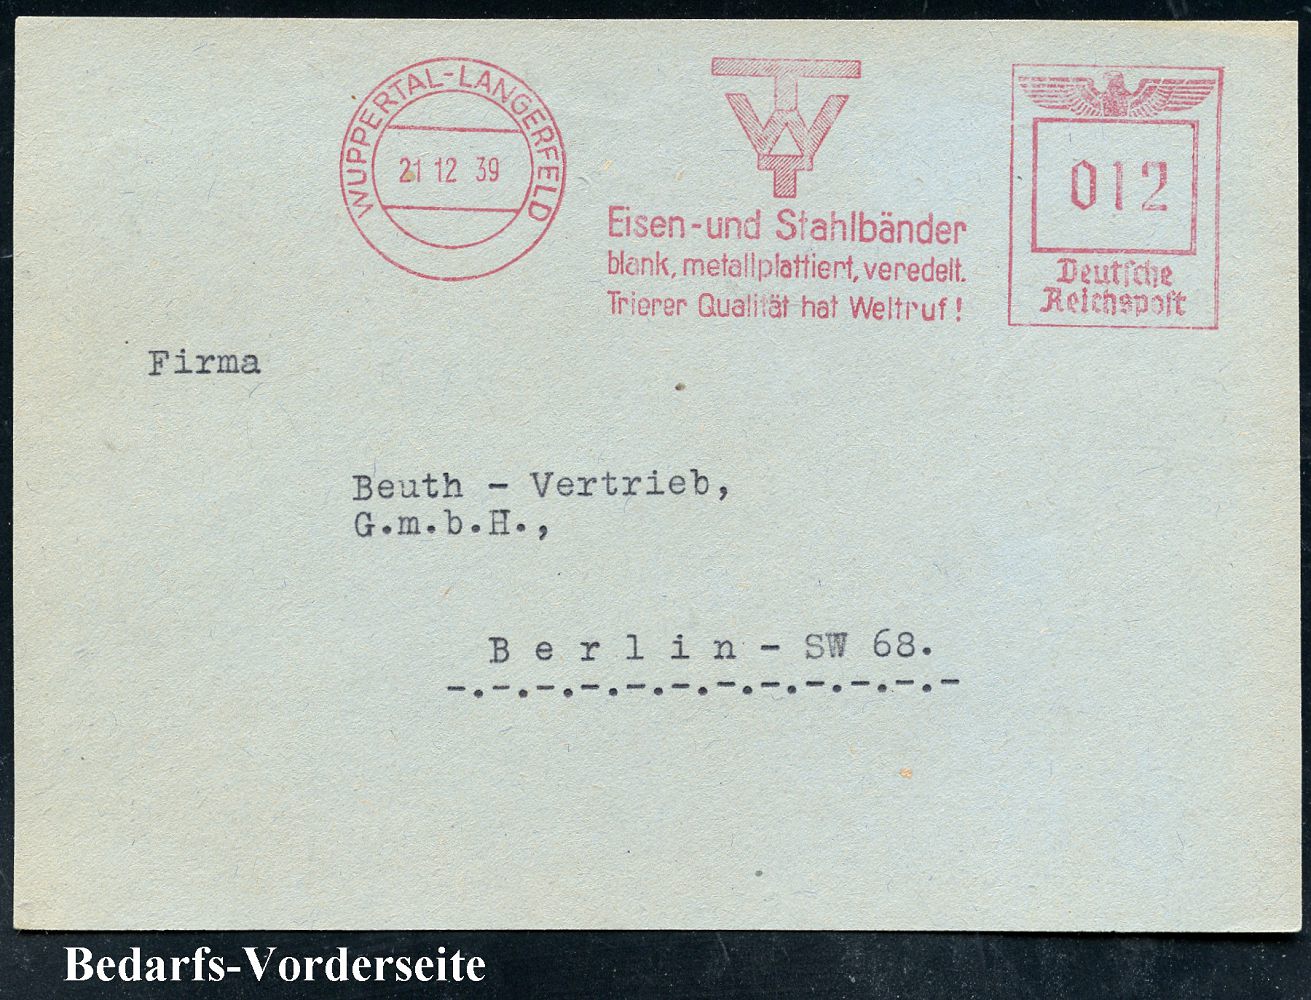 WUPPERTAL-LANGERFELD
21 12 39
TW
Eisen-und Stahlbänder
blank, metallplattiert, veredelt.
Trierer Qualität hat Weltruf!
012
Deutsche
Reichspost
Firma
Beuth - Vertrieb,
G.m.b.H.,
B e r l i n - SW 68.
-.-.-.-.-.-.-.-.-.-.-.-
Bedarfs-Vorderseite